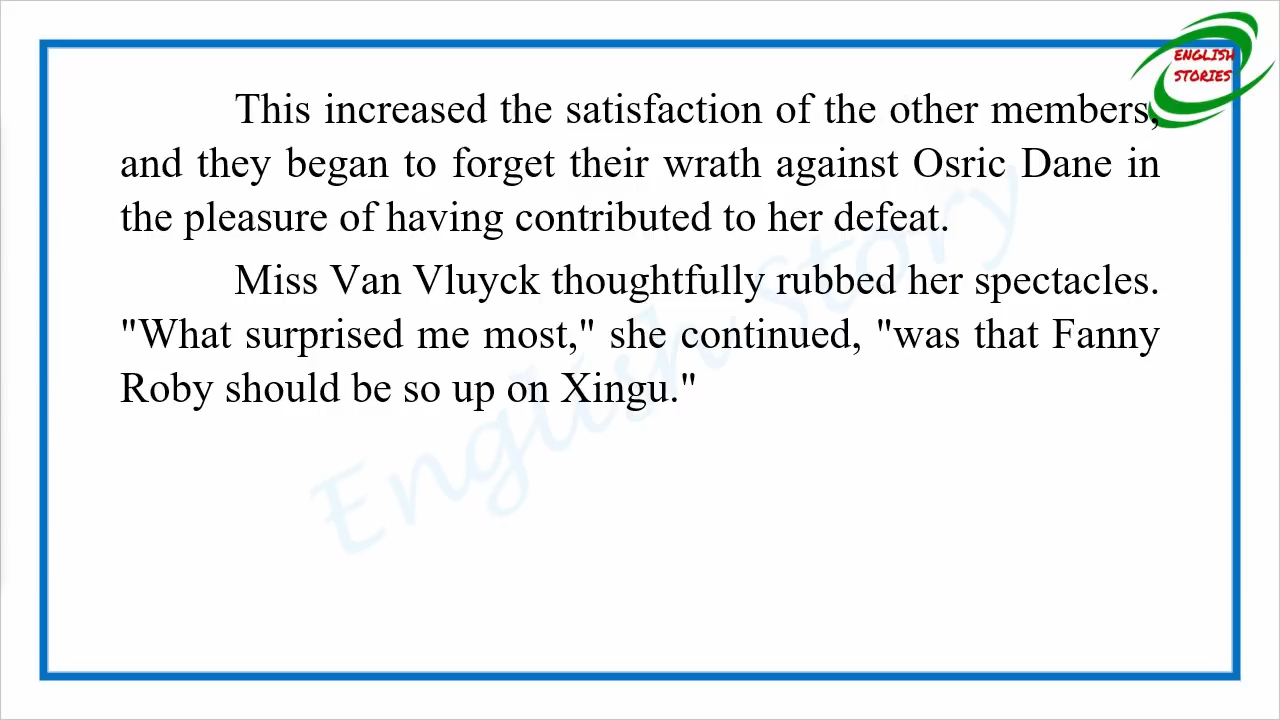 ENGLISH
STORIES
This increased the satisfaction of the other members,
and they began to forget their wrath against Osric Dane in
the pleasure of having contributed to her defeat.
Miss Van Vluyck thoughtfully rubbed her spectacles.
"What surprised me most," she continued, "was that Fanny
Roby should be so up on Xingu."
English Story